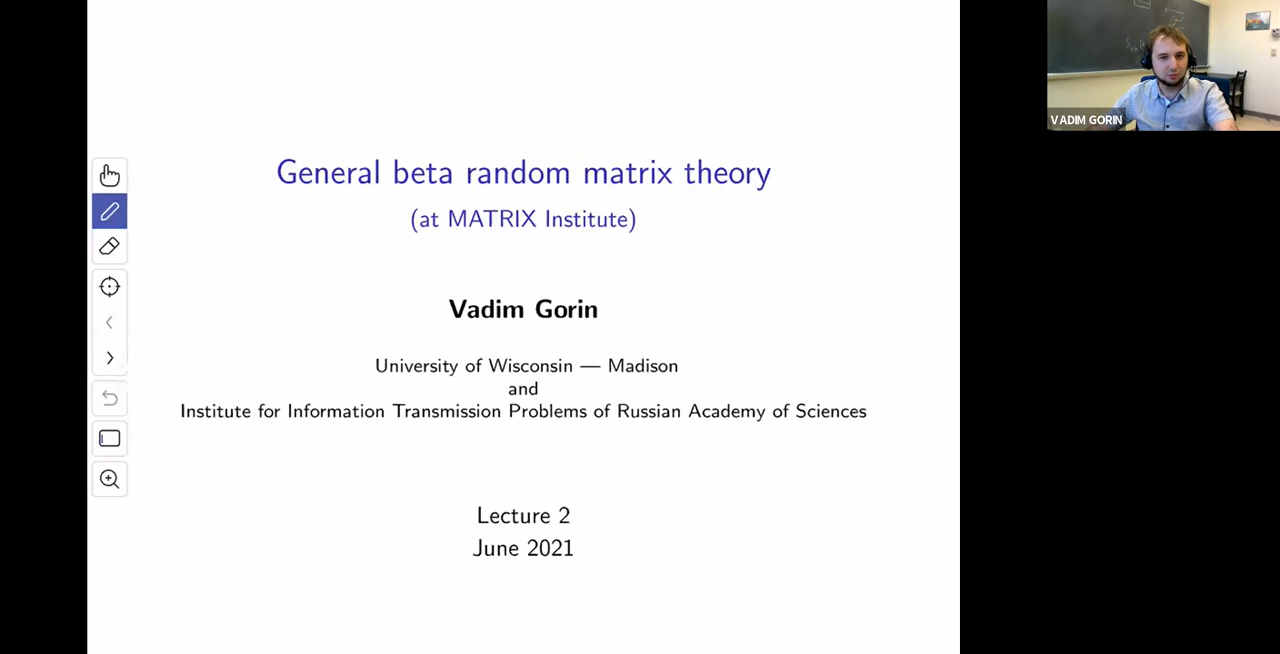 General beta random matrix theory
(at MATRIX Institute)
Vadim Gorin
University of Wisconsin — Madison
and
Institute for Information Transmission Problems of Russian Academy of Sciences
Lecture 2
June 2021
VADIM GORIN